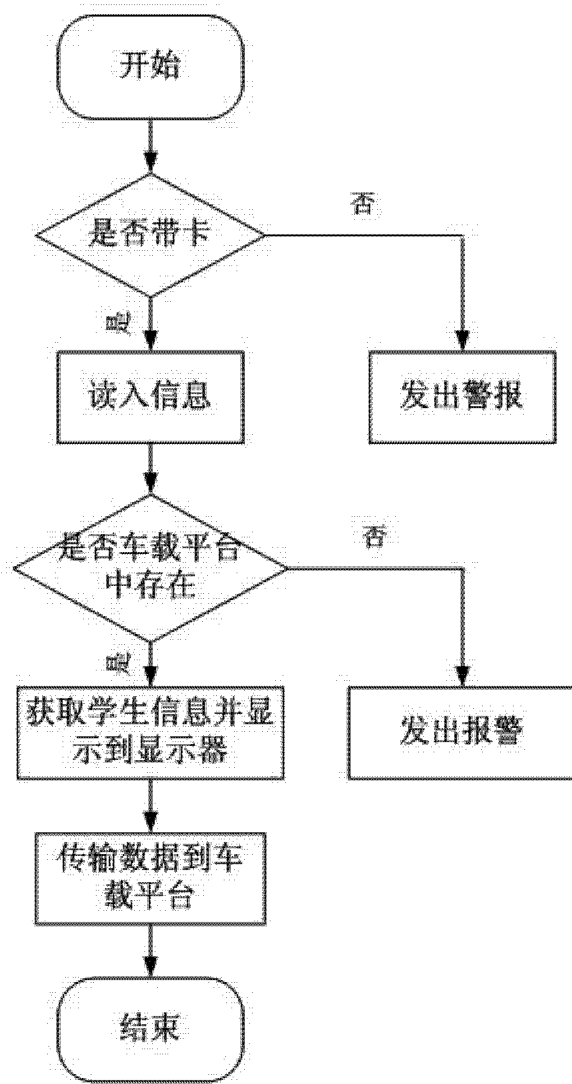 开始
是否带卡
否
是
读入信息
发出警报
是否车载平台
中存在
否
是
获取学生信息并显
示到显示器
发出报警
传输数据到车
载平台
结束